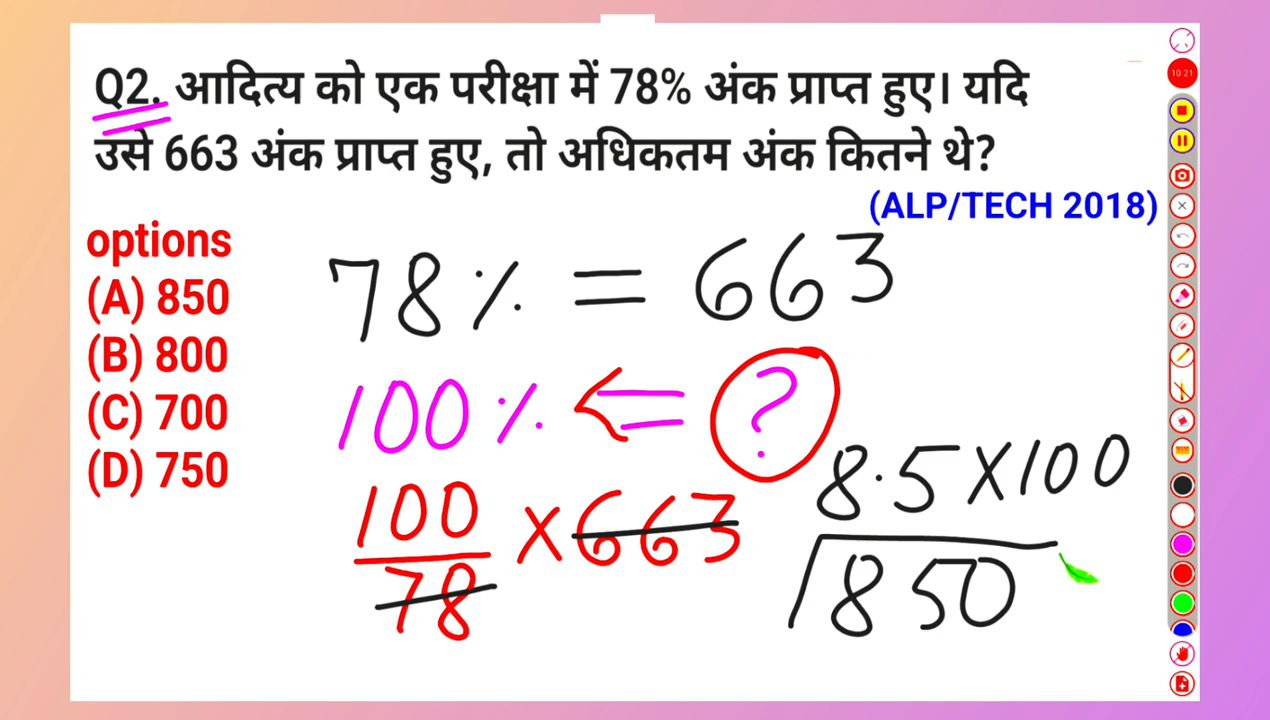 Q2. आदित्य को एक परीक्षा में 78% अंक प्राप्त हुए। यदि
उसे 663 अंक प्राप्त हुए, तो अधिकतम अंक कितने थे?
(ALP/TECH 2018)
options
(A) 850
(B) 800
(C) 700
(D) 750
78% = 663
100% ?
100/78 × 663
8.5×100
850
10:21